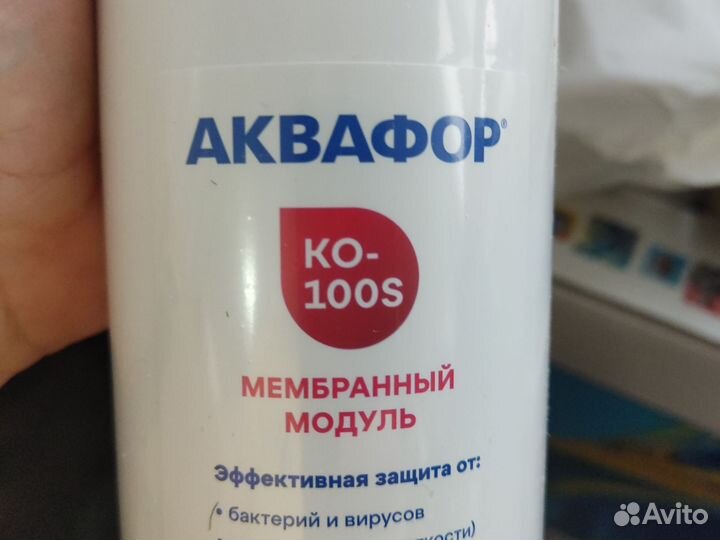 АКВАФОР®
КО-
100S
МЕМБРАННЫЙ
МОДУЛЬ
Эффективная защита от:
• бактерий и вирусов
Avito